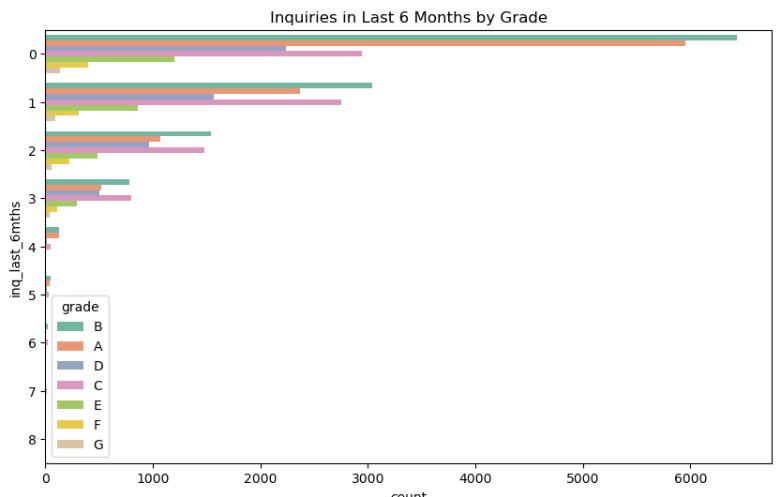 Inquiries in Last 6 Months by Grade
inq_last_6mths
0
1
2
3
4
5
6
7
8
grade
B
A
D
C
E
F
G
0 1000 2000 3000 4000 5000 6000
count